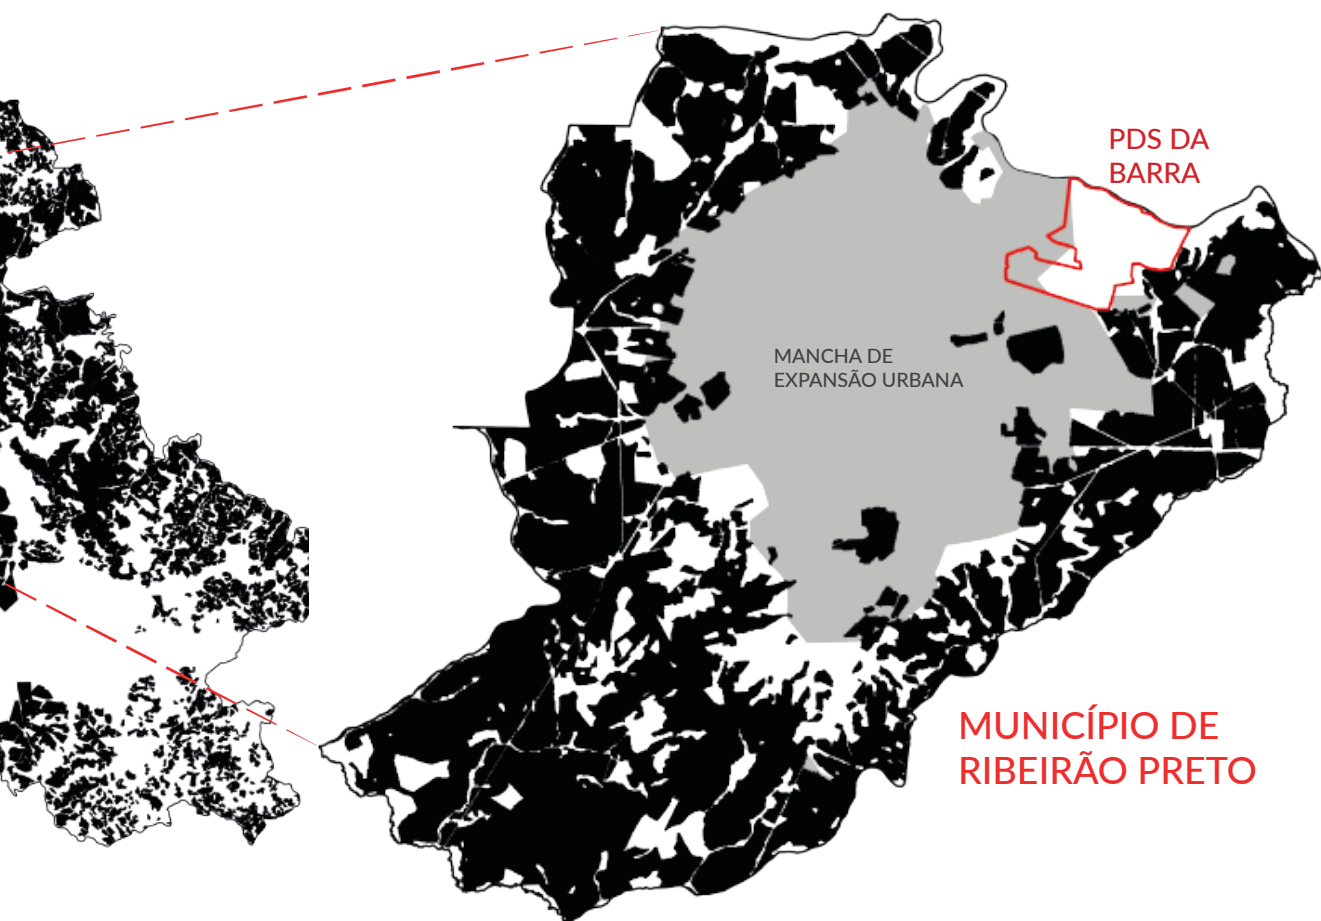 PDS DA
BARRA
MANCHA DE
EXPANSÃO URBANA
MUNICÍPIO DE
RIBEIRÃO PRETO